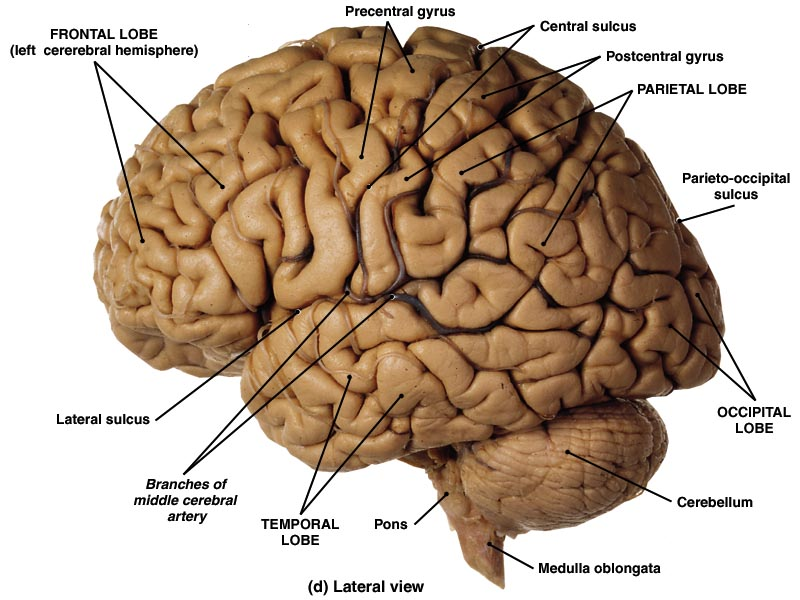 Precentral gyrus
Central sulcus
FRONTAL LOBE
(left cererebral hemisphere)
Postcentral gyrus
PARIETAL LOBE
Parieto-occipital
sulcus
Lateral sulcus
OCCIPITAL
LOBE
Branches of
middle cerebral
artery
TEMPORAL
LOBE
Pons
Cerebellum
Medulla oblongata
(d) Lateral view